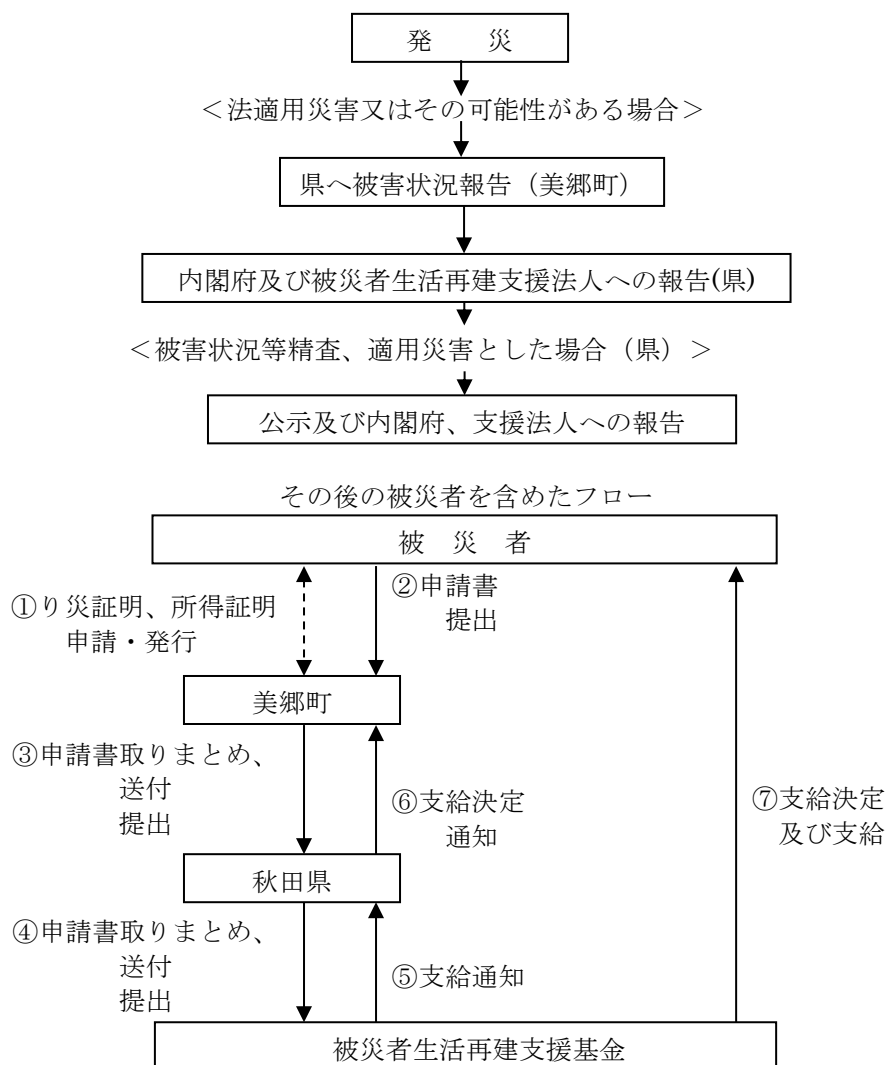 発　　災
＜法適用災害又はその可能性がある場合＞
県へ被害状況報告（美郷町）
内閣府及び被災者生活再建支援法人への報告(県)
＜被害状況等精査、適用災害とした場合（県）＞
公示及び内閣府、支援法人への報告
その後の被災者を含めたフロー
被　災　者
①り災証明、所得証明
申請・発行
②申請書
提出
美郷町
③申請書取りまとめ、
送付
提出
⑥支給決定
通知
⑦支給決定
及び支給
秋田県
④申請書取りまとめ、
送付
提出
⑤支給通知
被災者生活再建支援基金